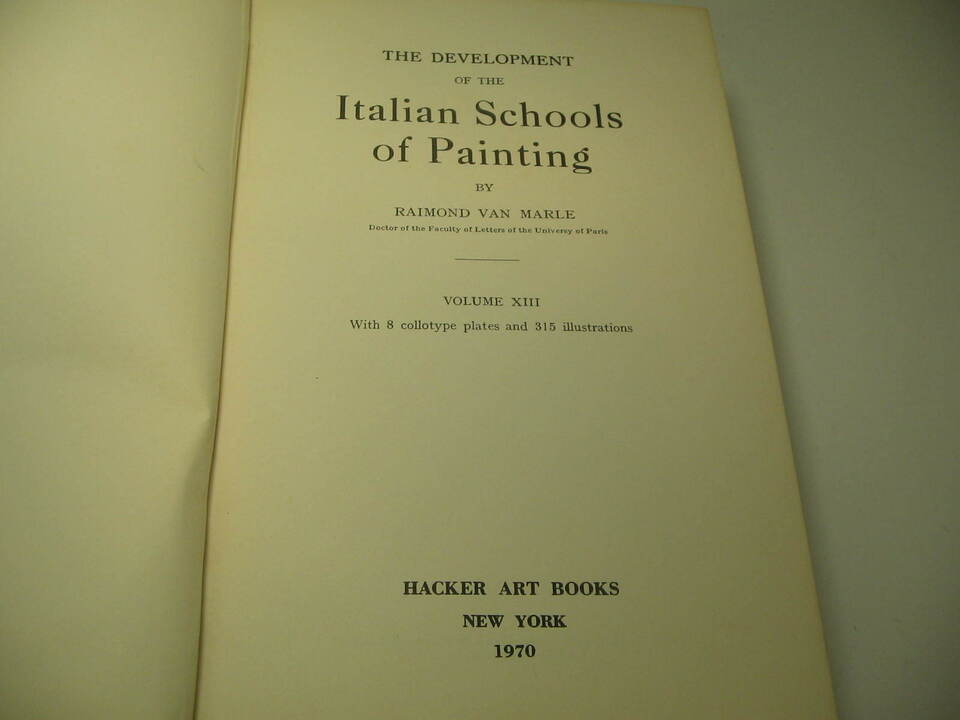 THE DEVELOPMENT
OF THE
Italian Schools
of Painting
BY
RAIMOND VAN MARLE
Doctor of the Faculty of Letters of the Universy of Paris
VOLUME XIII
With 8 collotype plates and 315 illustrations
HACKER ART BOOKS
NEW YORK
1970